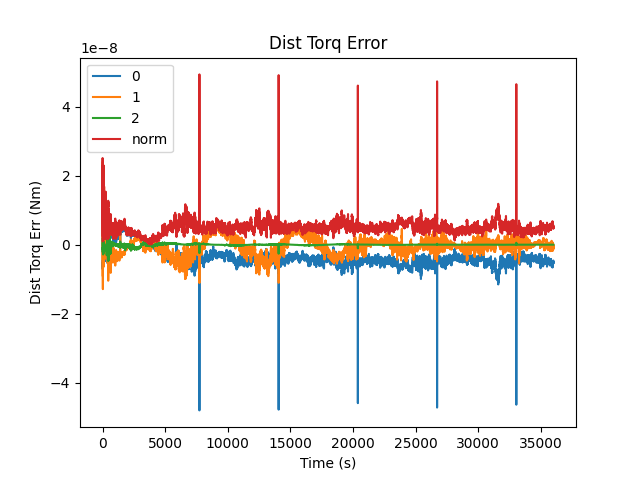 Dist Torq Error
1e−8
0
1
2
norm
4
2
0
−2
−4
Dist Torq Err (Nm)
0 5000 10000 15000 20000 25000 30000 35000
Time (s)